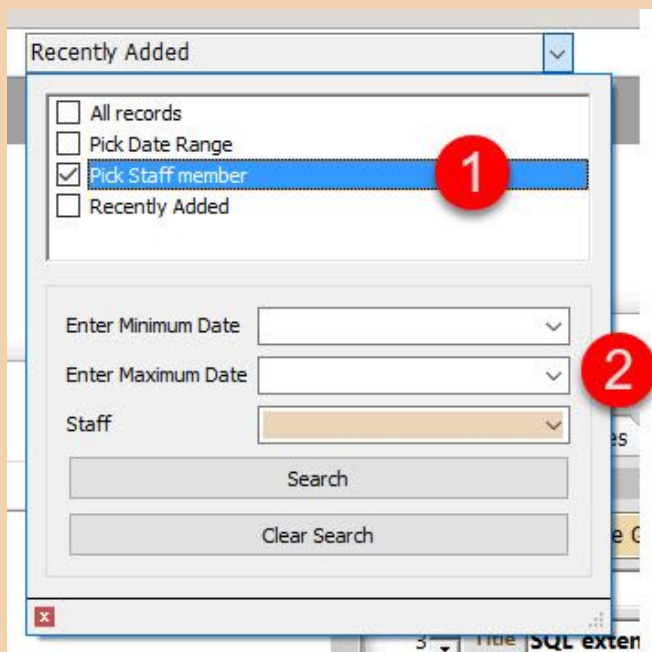 Recently Added
All records
Pick Date Range
Pick Staff member
1
Recently Added
Enter Minimum Date
Enter Maximum Date
2
Staff
Search
Clear Search
3 Title SQL exten